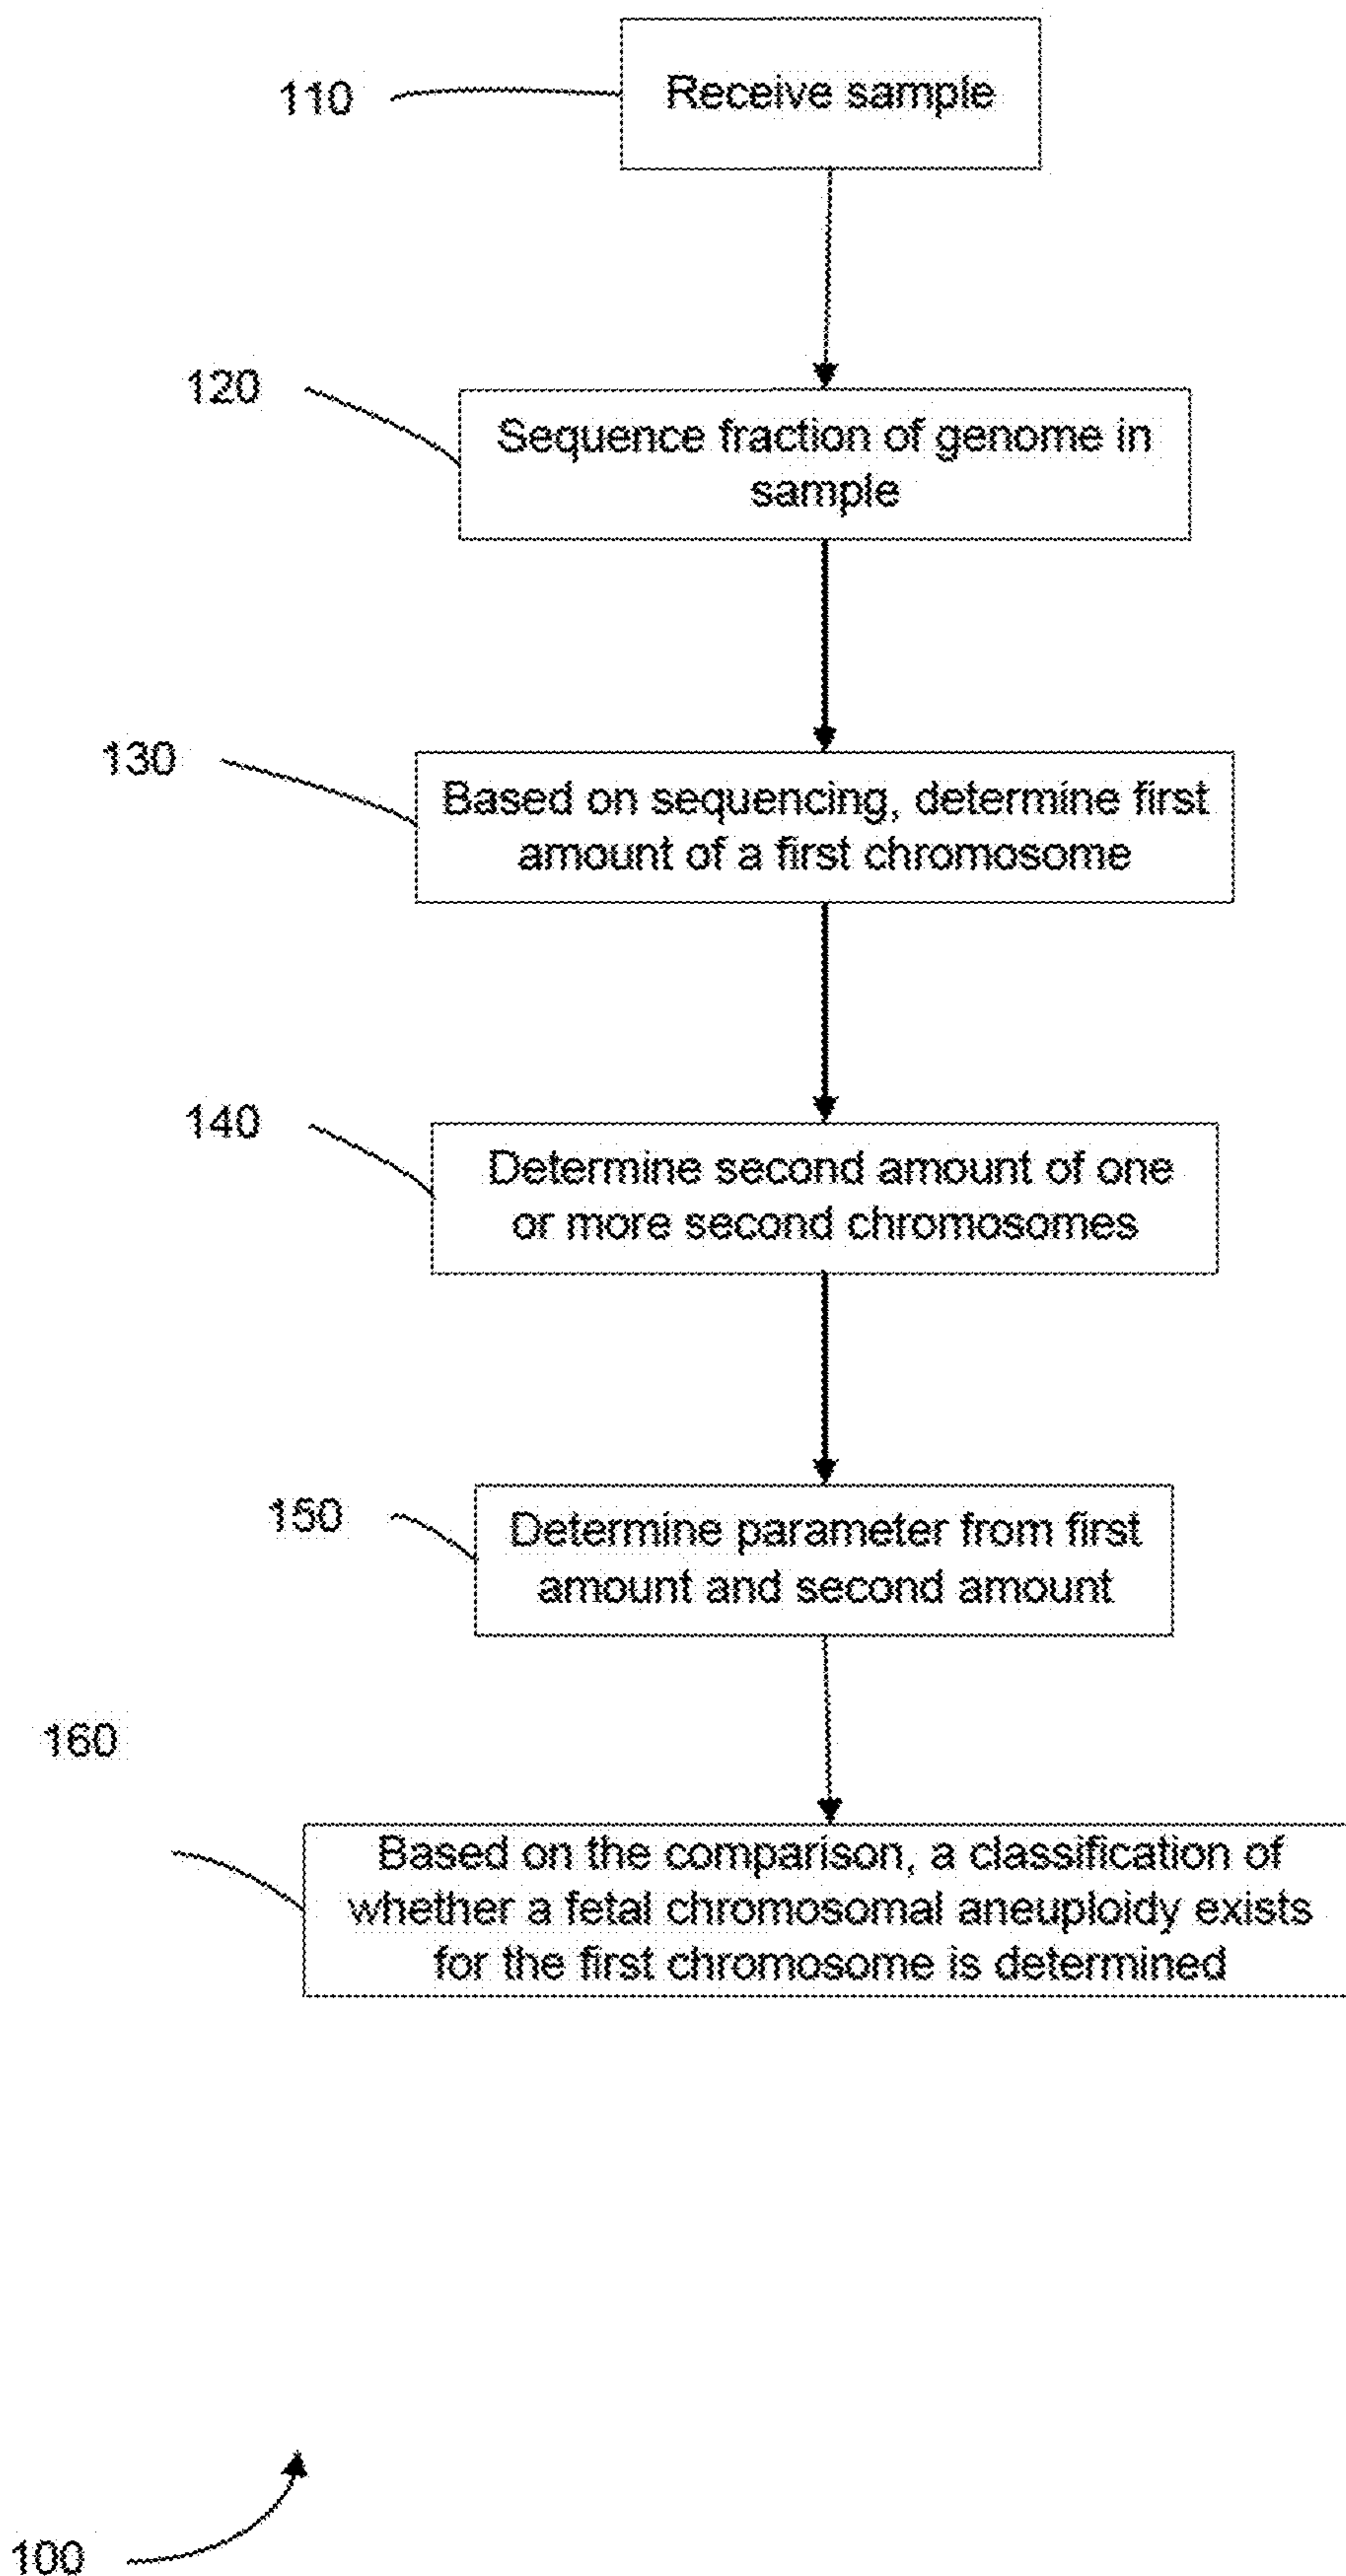 110
Receive sample
120
Sequence fraction of genome in
sample
130
Based on sequencing, determine first
amount of a first chromosome
140
Determine second amount of one
or more second chromosomes
150
Determine parameter from first
amount and second amount
160
Based on the comparison, a classification of
whether a fetal chromosomal aneuploidy exists
for the first chromosome is determined
100